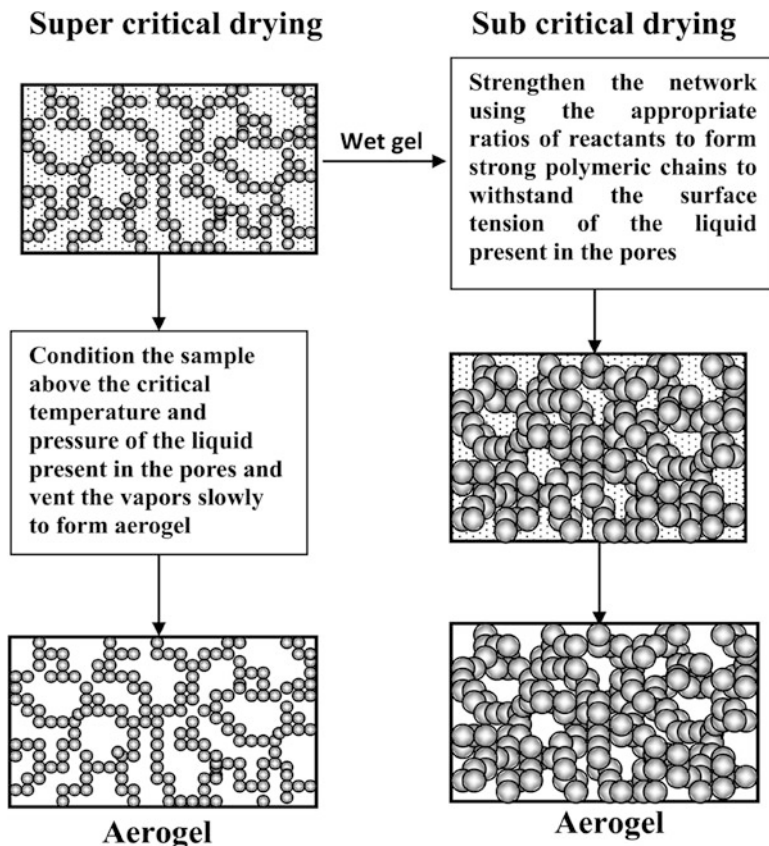 Super critical drying
Sub critical drying
Wet gel
Strengthen the network
using the appropriate
ratios of reactants to form
strong polymeric chains to
withstand the surface
tension of the liquid
present in the pores
Condition the sample
above the critical
temperature and
pressure of the liquid
present in the pores and
vent the vapors slowly
to form aerogel
Aerogel
Aerogel